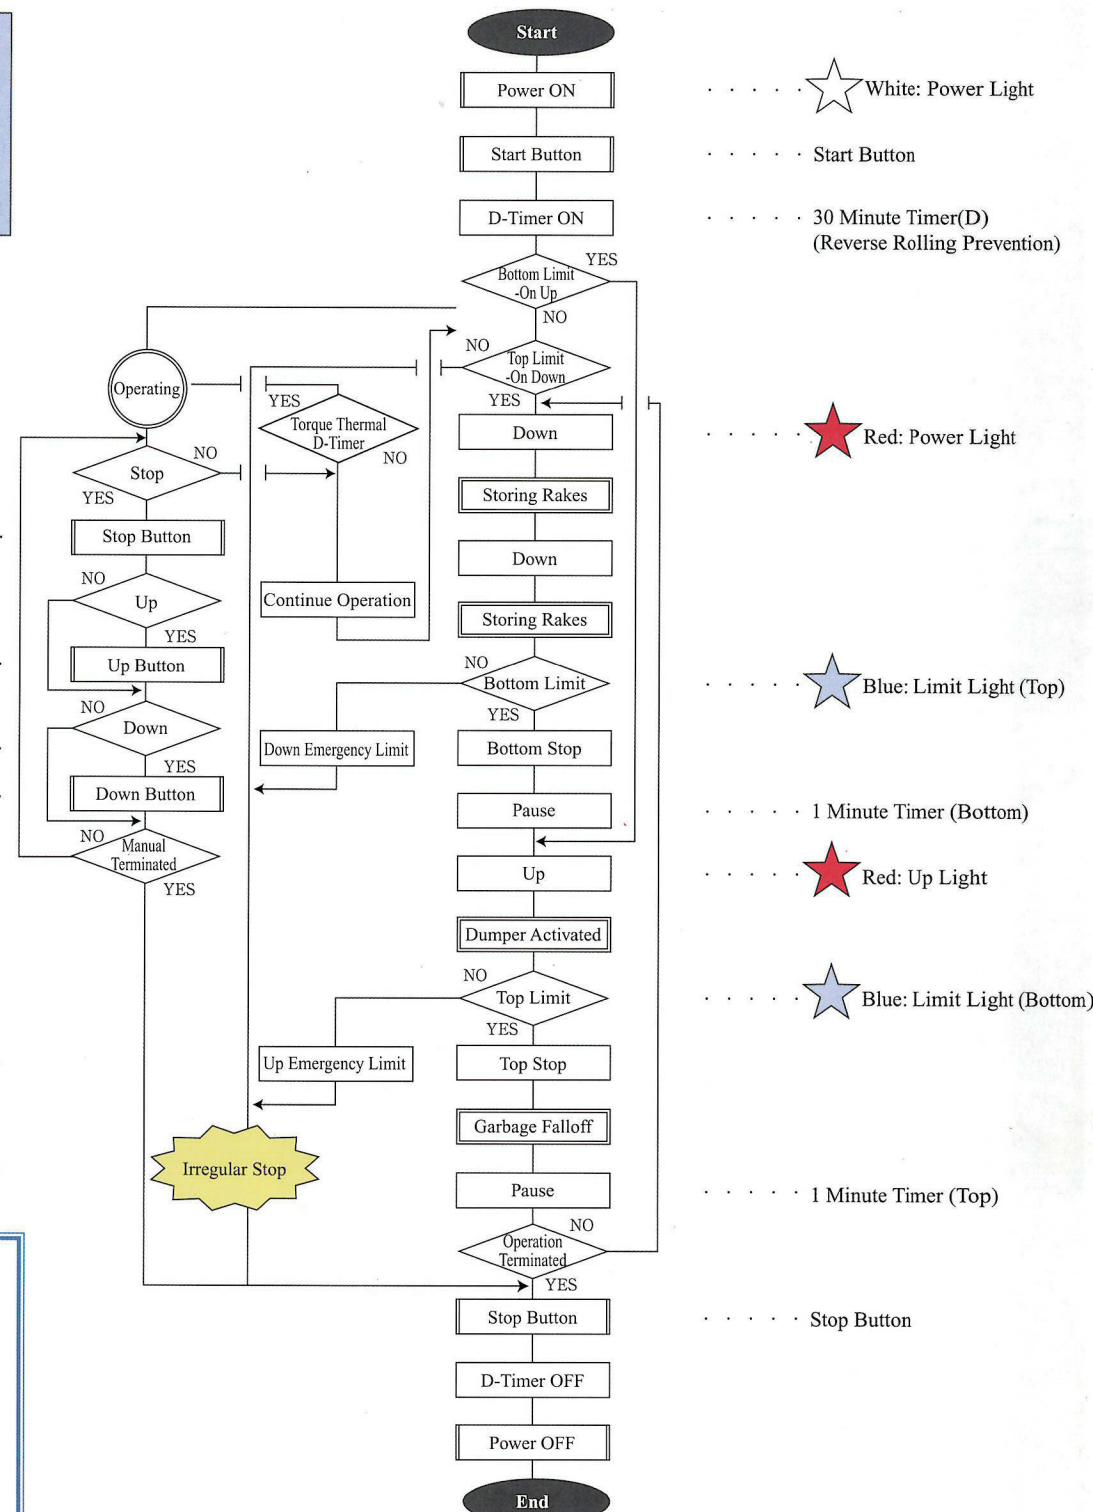 Start
Power ON
White: Power Light
Start Button
Start Button
D-Timer ON
30 Minute Timer(D)
(Reverse Rolling Prevention)
YES
Bottom Limit
-On Up
NO
NO
Top Limit
-On Down
YES
Operating
YES
Torque Thermal
D-Timer
NO
Down
Red: Power Light
NO
Stop
YES
Storing Rakes
Stop Button
Down
NO
Up
YES
Continue Operation
Storing Rakes
Up Button
NO
Bottom Limit
YES
Blue: Limit Light (Top)
NO
Down
YES
Down Emergency Limit
Bottom Stop
Down Button
Pause
1 Minute Timer (Bottom)
NO
Manual
Terminated
YES
Up
Red: Up Light
Dumper Activated
NO
Top Limit
YES
Blue: Limit Light (Bottom)
Up Emergency Limit
Top Stop
Garbage Falloff
Irregular Stop
Pause
1 Minute Timer (Top)
NO
Operation
Terminated
YES
Stop Button
Stop Button
D-Timer OFF
Power OFF
End